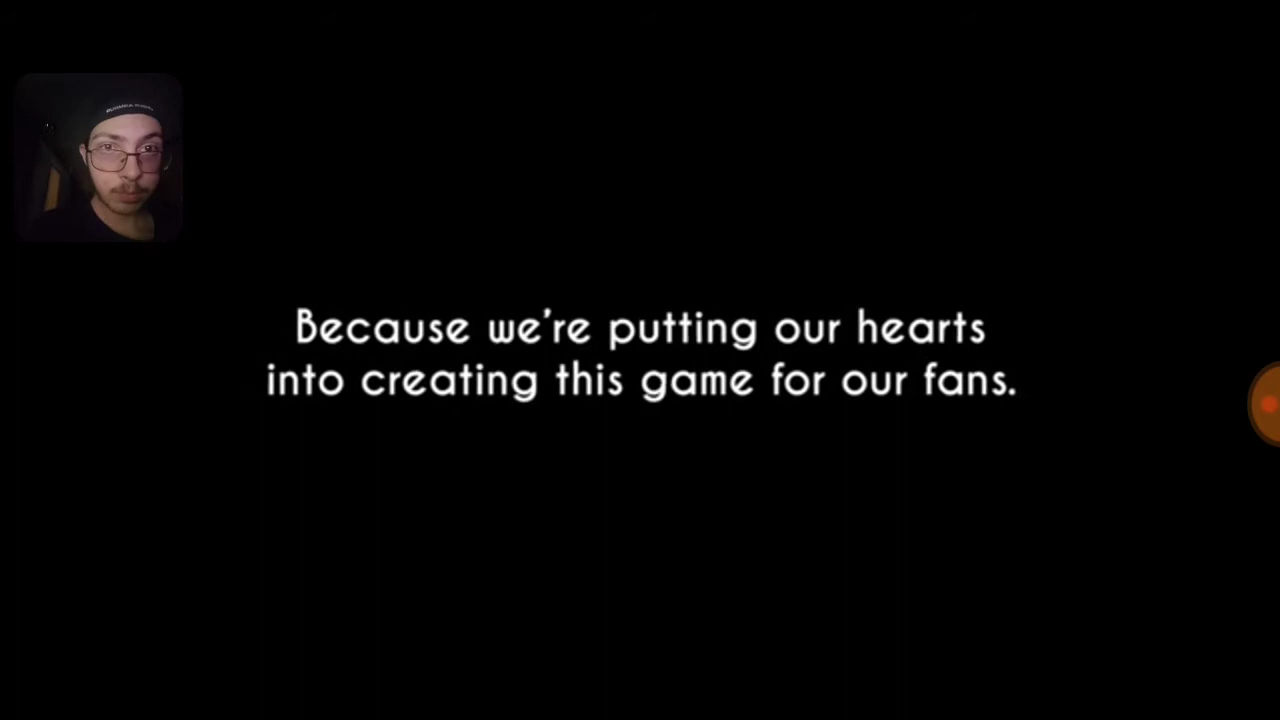 Because we're putting our hearts
into creating this game for our fans.